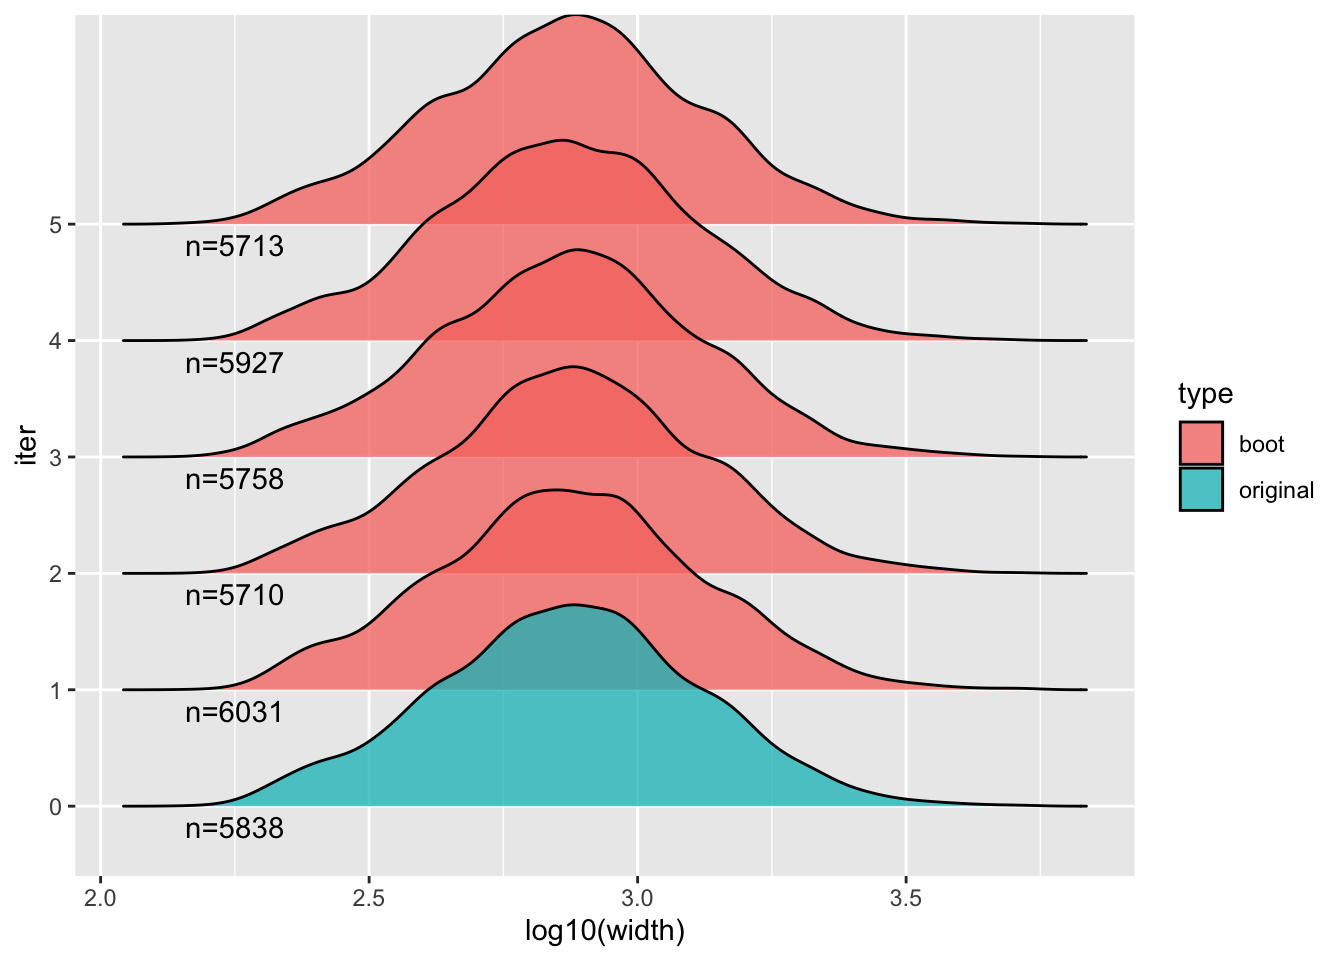 5
n=5713
4
n=5927
3
n=5758
2
n=5710
1
n=6031
0
n=5838
iter
2.0 2.5 3.0 3.5
log10(width)
type
boot
original